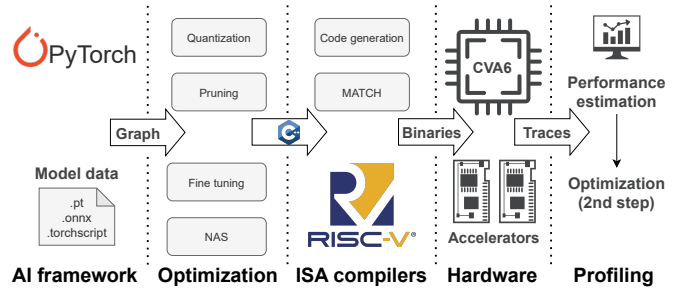 PyTorch
Graph
Model data
.pt
.onnx
.torchscript
AI framework
Quantization
Pruning
Fine tuning
NAS
Optimization
C++
Code generation
MATCH
RISC-V®
ISA compilers
Binaries
CVA6
Accelerators
Hardware
Traces
Performance
estimation
Optimization
(2nd step)
Profiling